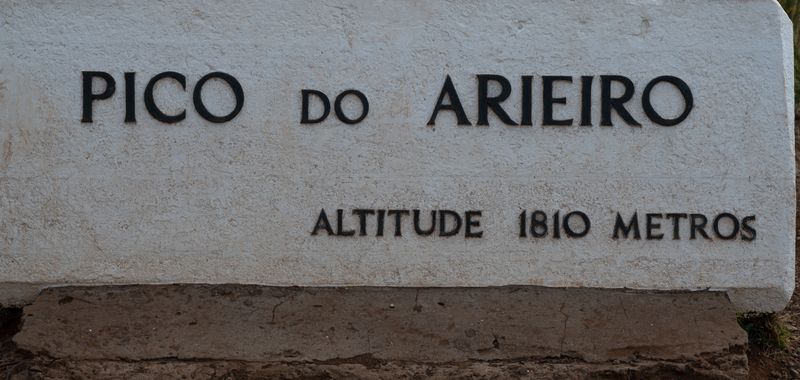 PICO DO ARIEIRO
ALTITUDE 1810 METROS